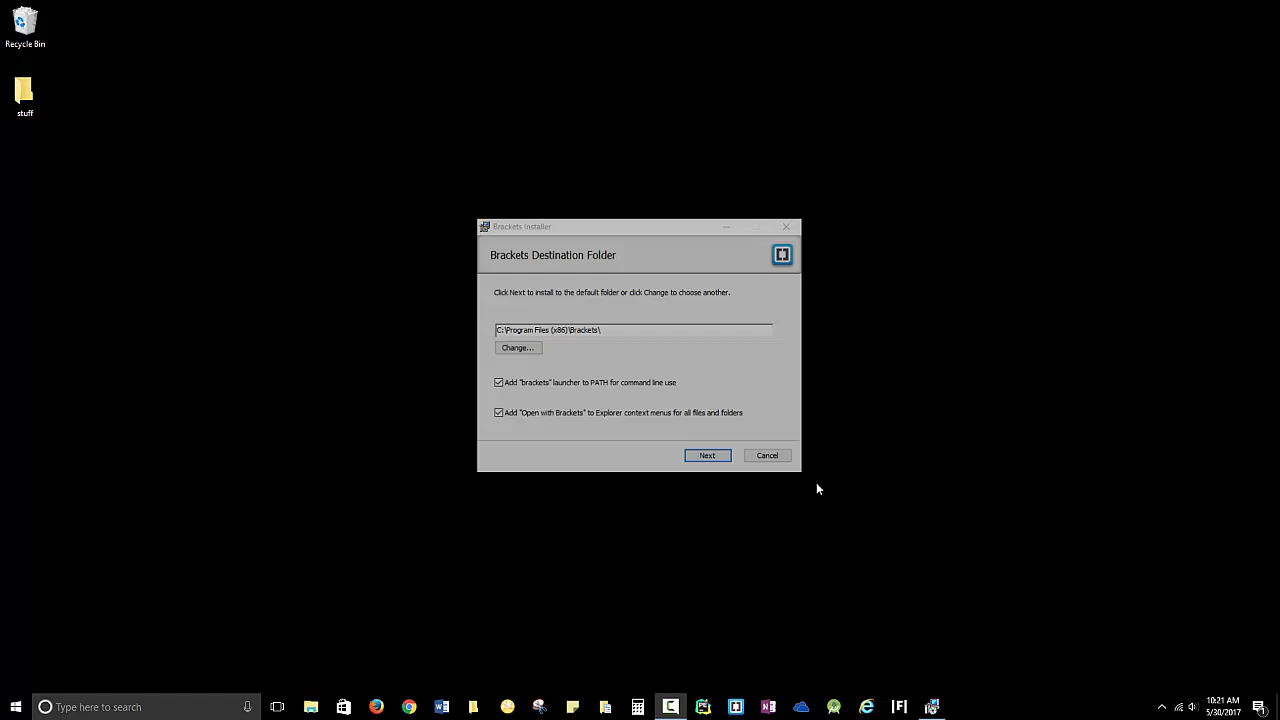 Recycle Bin
stuff
Brackets Installer
Brackets Destination Folder
Click Next to install to the default folder or click Change to choose another.
C:\Program Files (x86)\Brackets\
Change...
Add "brackets" launcher to PATH for command line use
Add "Open with Brackets" to Explorer context menus for all files and folders
Next Cancel
Type here to search
10:21 AM
5/30/2017